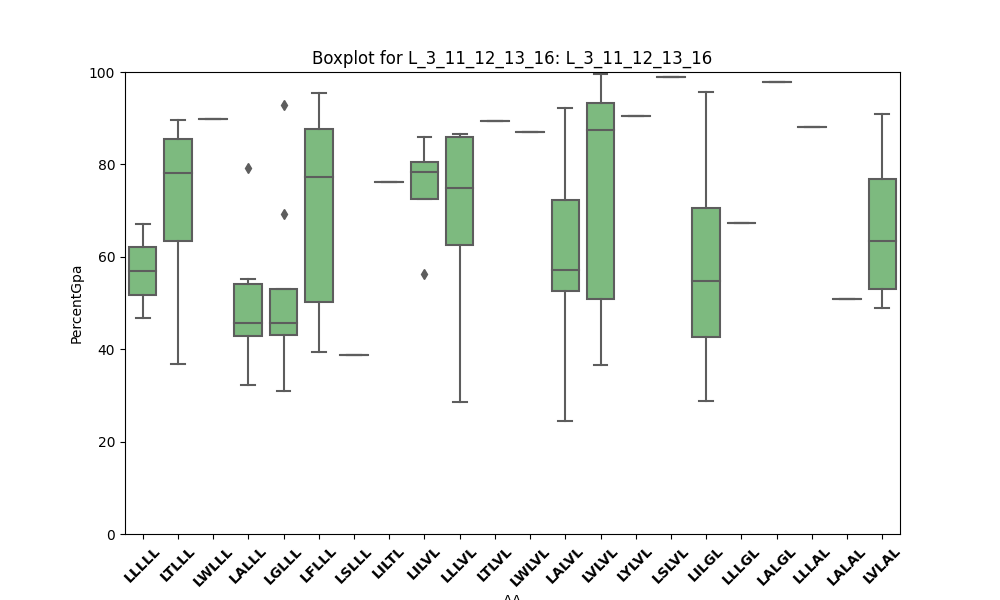 Boxplot for L_3_11_12_13_16: L_3_11_12_13_16
100
80
60
40
20
0
PercentGpa
LLLLL LTLLL LWLLL LALLL LGLLL LFLLL LSLLL LILTL LILVL LLLVL LTLVL LWLVL LALVL LVLVL LYLVL LSLVL LILGL LLLGL LALGL LLLAL LALAL LVLAL
AA